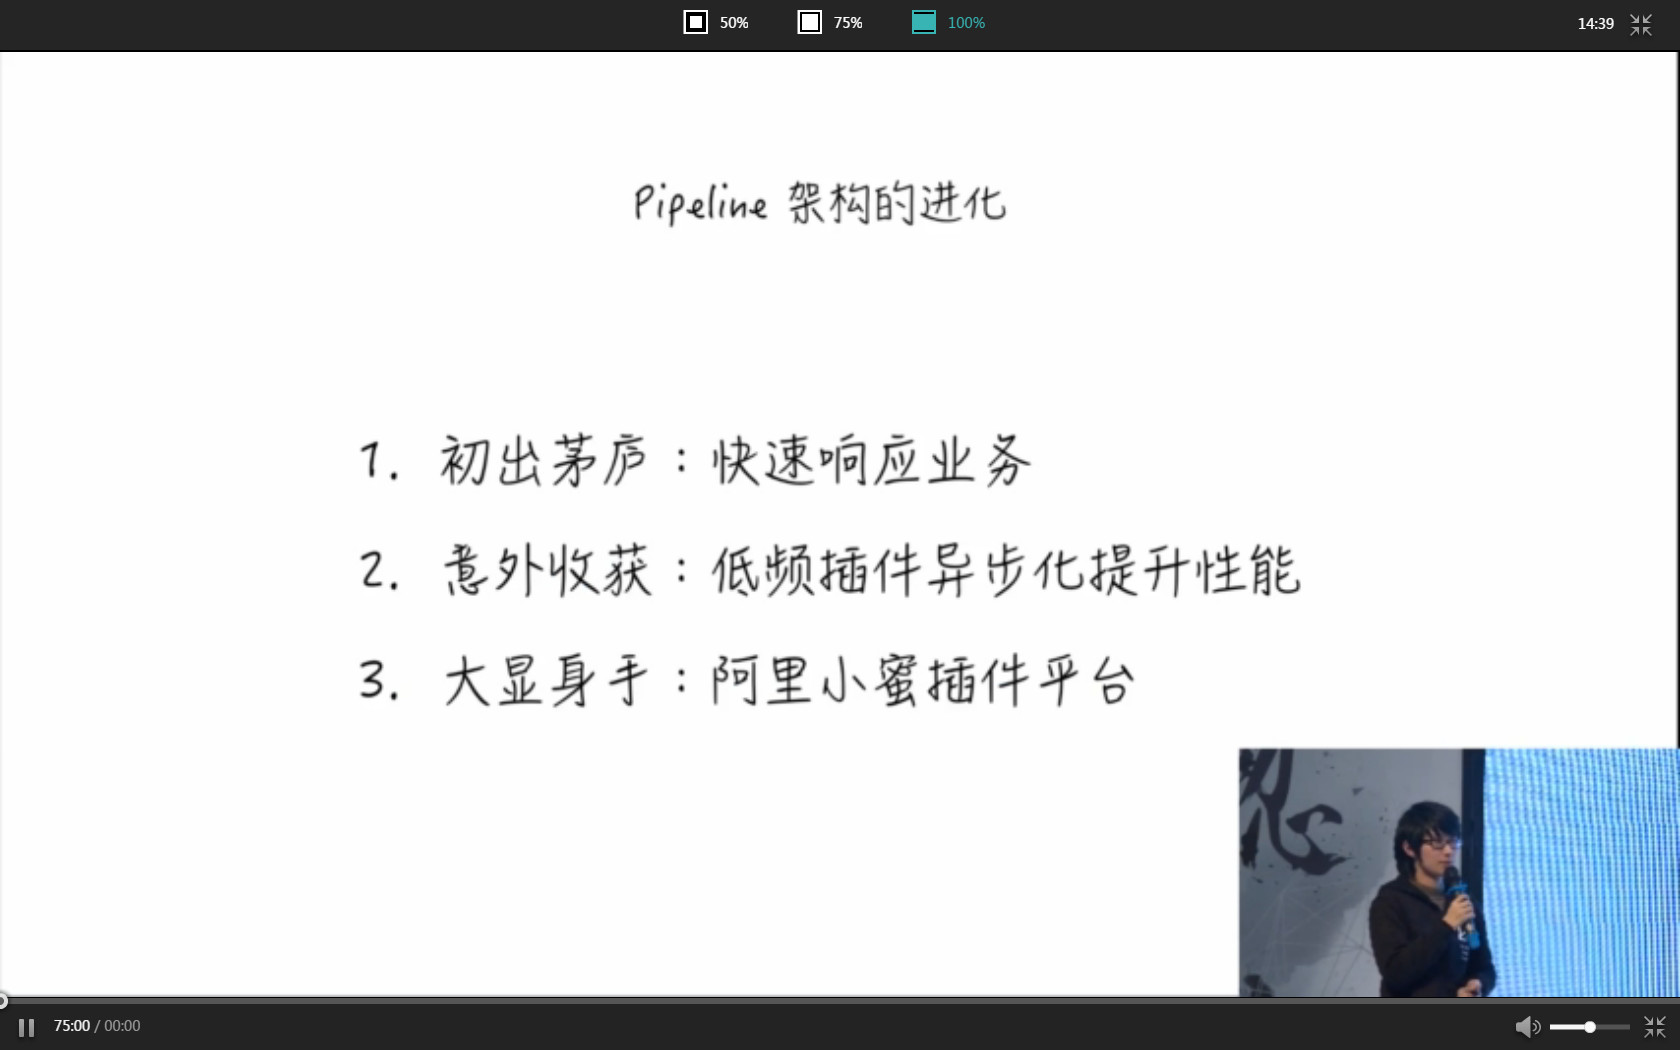 50% 75% 100% 14:39
Pipeline 架构的进化
1. 初出茅庐：快速响应业务
2. 意外收获：低频插件异步化提升性能
3. 大显身手：阿里小蜜插件平台
75:00 / 00:00